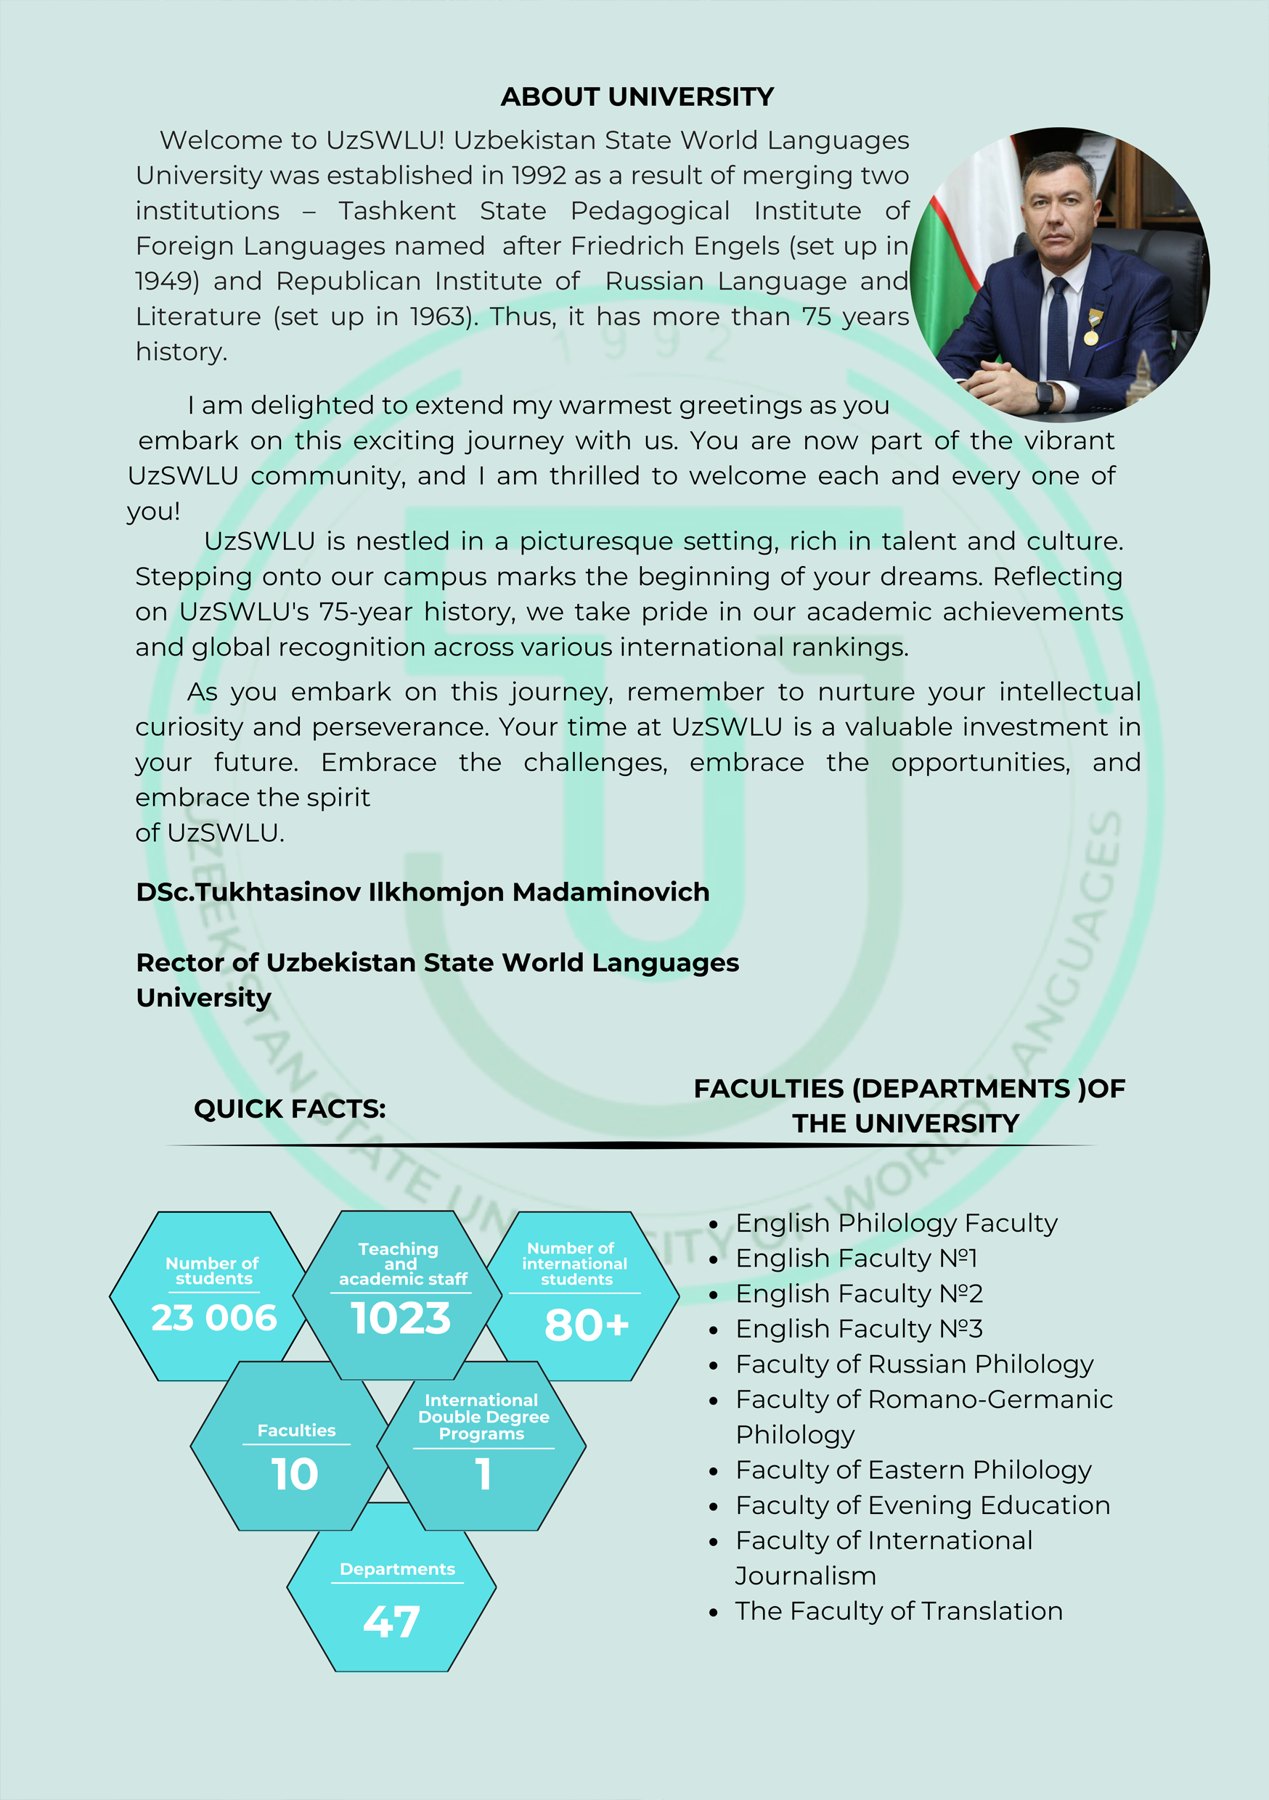 ABOUT UNIVERSITY
Welcome to UzSWLU! Uzbekistan State World Languages
University was established in 1992 as a result of merging two
institutions – Tashkent State Pedagogical Institute of
Foreign Languages named after Friedrich Engels (set up in
1949) and Republican Institute of Russian Language and
Literature (set up in 1963). Thus, it has more than 75 years
history.
1992
I am delighted to extend my warmest greetings as you
embark on this exciting journey with us. You are now part of the vibrant
UzSWLU community, and I am thrilled to welcome each and every one of
you!
UzSWLU is nestled in a picturesque setting, rich in talent and culture.
Stepping onto our campus marks the beginning of your dreams. Reflecting
on UzSWLU's 75-year history, we take pride in our academic achievements
and global recognition across various international rankings.
As you embark on this journey, remember to nurture your intellectual
curiosity and perseverance. Your time at UzSWLU is a valuable investment in
your future. Embrace the challenges, embrace the opportunities, and
embrace the spirit
of UzSWLU.
DSc.Tukhtasinov Ilkhomjon Madaminovich
Rector of Uzbekistan State World Languages
University
UZBEKISTAN STATE UNIVERSITY OF WORLD LANGUAGES
QUICK FACTS:
Number of
students
23 006
Teaching
and
academic staff
1023
Number of
international
students
80+
Faculties
10
International
Double Degree
Programs
1
Departments
47
FACULTIES (DEPARTMENTS )OF
THE UNIVERSITY
• English Philology Faculty
• English Faculty №1
• English Faculty №2
• English Faculty №3
• Faculty of Russian Philology
• Faculty of Romano-Germanic
Philology
• Faculty of Eastern Philology
• Faculty of Evening Education
• Faculty of International
Journalism
• The Faculty of Translation